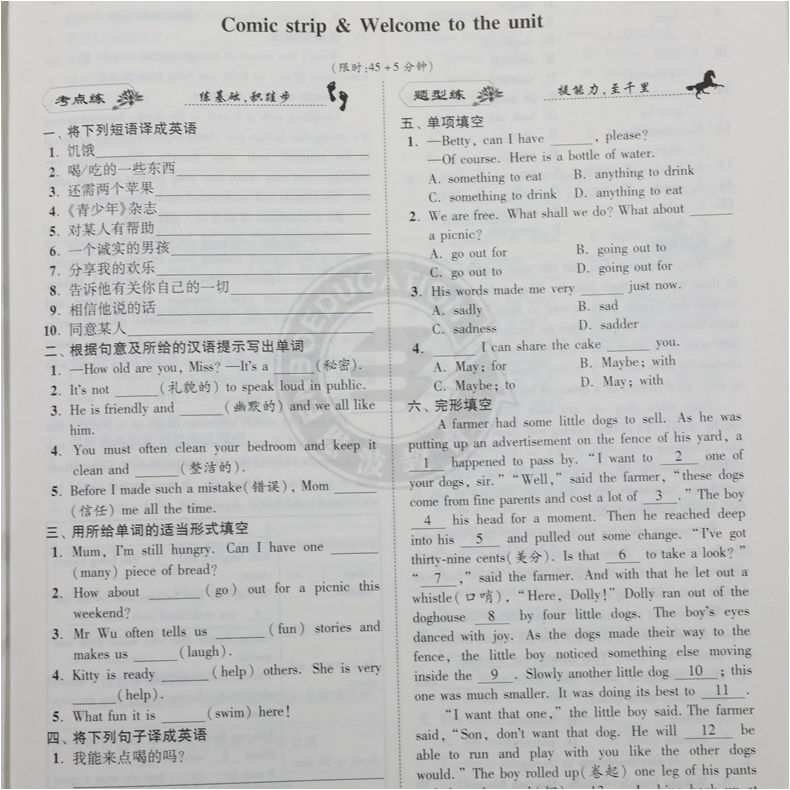 Comic strip & Welcome to the unit
(限时:45+5分钟)
考点练 练基础,积跬步
一、将下列短语译成英语
1. 饥饿
2. 喝/吃的一些东西
3. 还需两个苹果
4.《青少年》杂志
5. 对某人有帮助
6. 一个诚实的男孩
7. 分享我的欢乐
8. 告诉他有关你自己的一切
9. 相信他说的话
10. 同意某人
二、根据句意及所给的汉语提示写出单词
1. —How old are you, Miss? —It's a ______(秘密).
2. It's not ______(礼貌的) to speak loud in public.
3. He is friendly and ______(幽默的) and we all like
him.
4. You must often clean your bedroom and keep it
clean and ______(整洁的).
5. Before I made such a mistake(错误), Mom ______
(信任) me all the time.
三、用所给单词的适当形式填空
1. Mum, I'm still hungry. Can I have one ______
(many) piece of bread?
2. How about ______(go) out for a picnic this
weekend?
3. Mr Wu often tells us ______(fun) stories and
makes us ______(laugh).
4. Kitty is ready ______(help) others. She is very
______(help).
5. What fun it is ______(swim) here!
四、将下列句子译成英语
1. 我能来点喝的吗?
题型练 提能力,至千里
五、单项填空
1. —Betty, can I have ______, please?
—Of course. Here is a bottle of water.
A. something to eat B. anything to drink
C. something to drink D. anything to eat
2. We are free. What shall we do? What about ______
a picnic?
A. go out for B. going out to
C. go out to D. going out for
3. His words made me very ______ just now.
A. sadly B. sad
C. sadness D. sadder
4. ______ I can share the cake ______ you.
A. May; for B. Maybe; with
C. Maybe; to D. May; with
六、完形填空
A farmer had some little dogs to sell. As he was
putting up an advertisement on the fence of his yard, a
1 happened to pass by. "I want to 2 one of
your dogs, sir." "Well," said the farmer, "these dogs
come from fine parents and cost a lot of 3 ." The boy
4 his head for a moment. Then he reached deep
into his 5 and pulled out some change. "I've got
thirty-nine cents(美分). Is that 6 to take a look?"
" 7 ," said the farmer. And with that he let out a
whistle(口哨), "Here, Dolly!" Dolly ran out of the
doghouse 8 by four little dogs. The boy's eyes
danced with joy. As the dogs made their way to the
fence, the little boy noticed something else moving
inside the 9 . Slowly another little dog 10 ; this
one was much smaller. It was doing its best to 11 .
"I want that one," the little boy said. The farmer
said, "Son, don't want that dog. He will 12 be
able to run and play with you like the other dogs
would." The boy rolled up(卷起) one leg of his pants